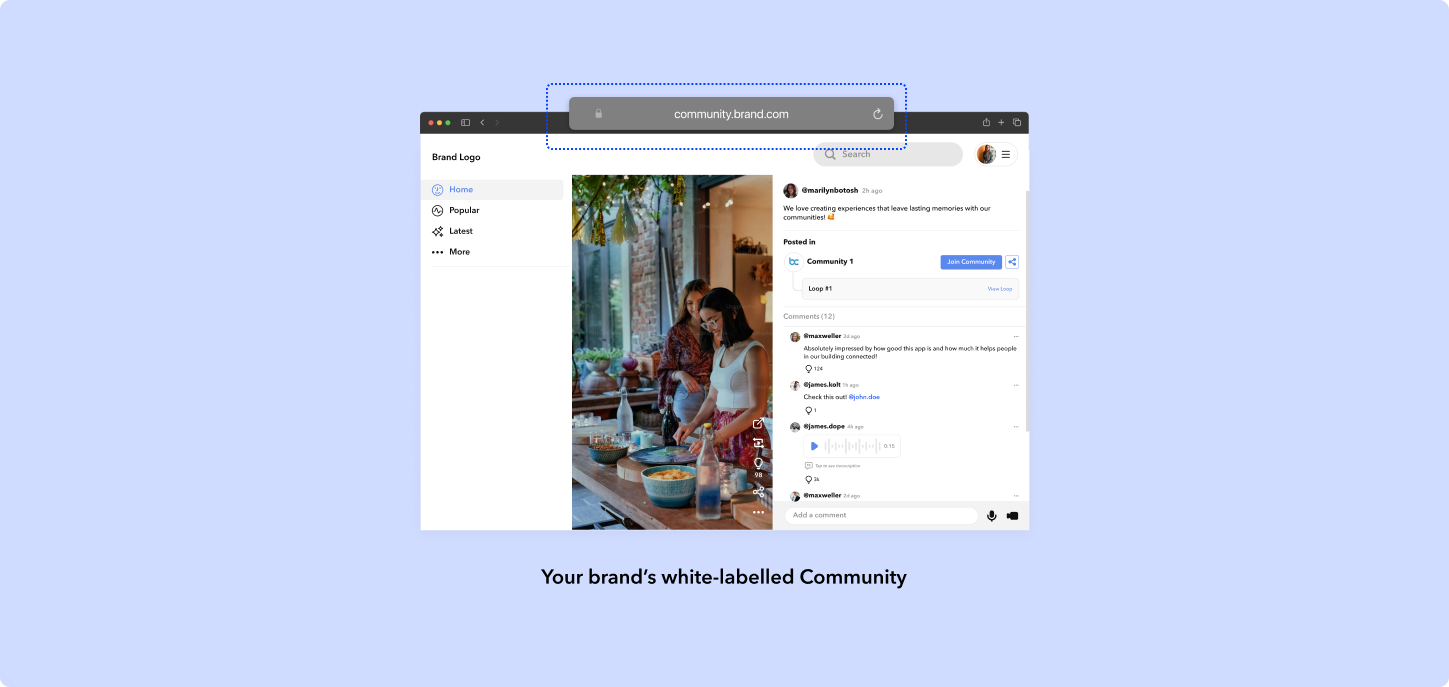 community.brand.com
Brand Logo
Search
Home
Popular
Latest
More
98
@marilynbotosh 2h ago
We love creating experiences that leave lasting memories with our
communities! 🥰
Posted in
bc Community 1
Join Community
Loop #1
View Loop
Comments (12)
@maxweller 2d ago
Absolutely impressed by how good this app is and how much it helps people
in our building connected!
124
@james.kolt 1h ago
Check this out! @john.doe
1
@james.dope 4h ago
0:15
Tap to see transcription
3k
@maxweller 2d ago
Add a comment
Your brand's white-labelled Community